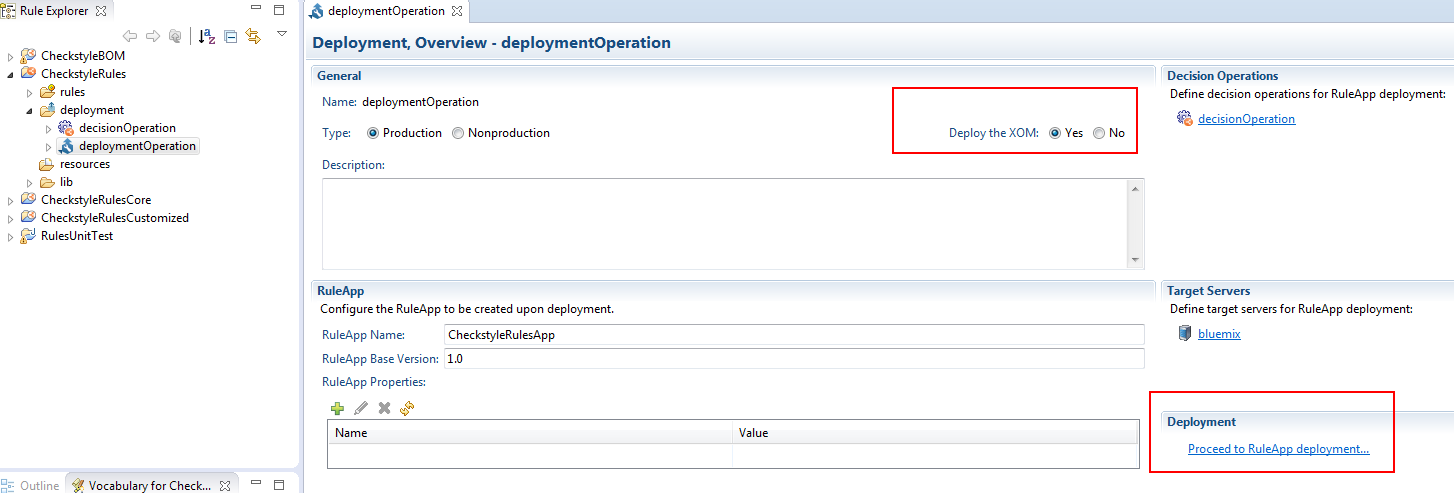 Rule Explorer
CheckstyleBOM
CheckstyleRules
rules
deployment
decisionOperation
deploymentOperation
resources
lib
CheckstyleRulesCore
CheckstyleRulesCustomized
RulesUnitTest
Outline
Vocabulary for Check...
deploymentOperation
Deployment, Overview - deploymentOperation
General
Name: deploymentOperation
Type: Production Nonproduction
Deploy the XOM: Yes No
Description:
RuleApp
Configure the RuleApp to be created upon deployment.
RuleApp Name: CheckstyleRulesApp
RuleApp Base Version: 1.0
RuleApp Properties:
Name Value
Decision Operations
Define decision operations for RuleApp deployment:
decisionOperation
Target Servers
Define target servers for RuleApp deployment:
bluemix
Deployment
Proceed to RuleApp deployment...